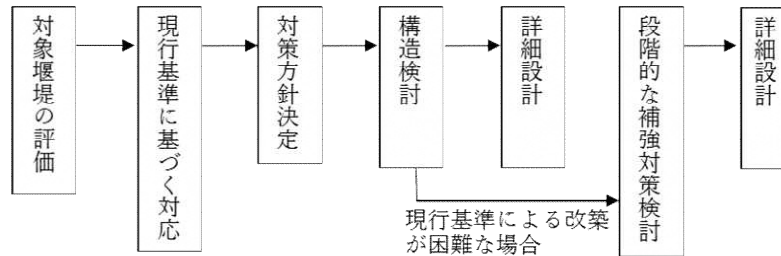 対象堰堤の評価
現行基準に基づく対応
対策方針決定
構造検討
詳細設計
現行基準による改築
が困難な場合
段階的な補強対策検討
詳細設計